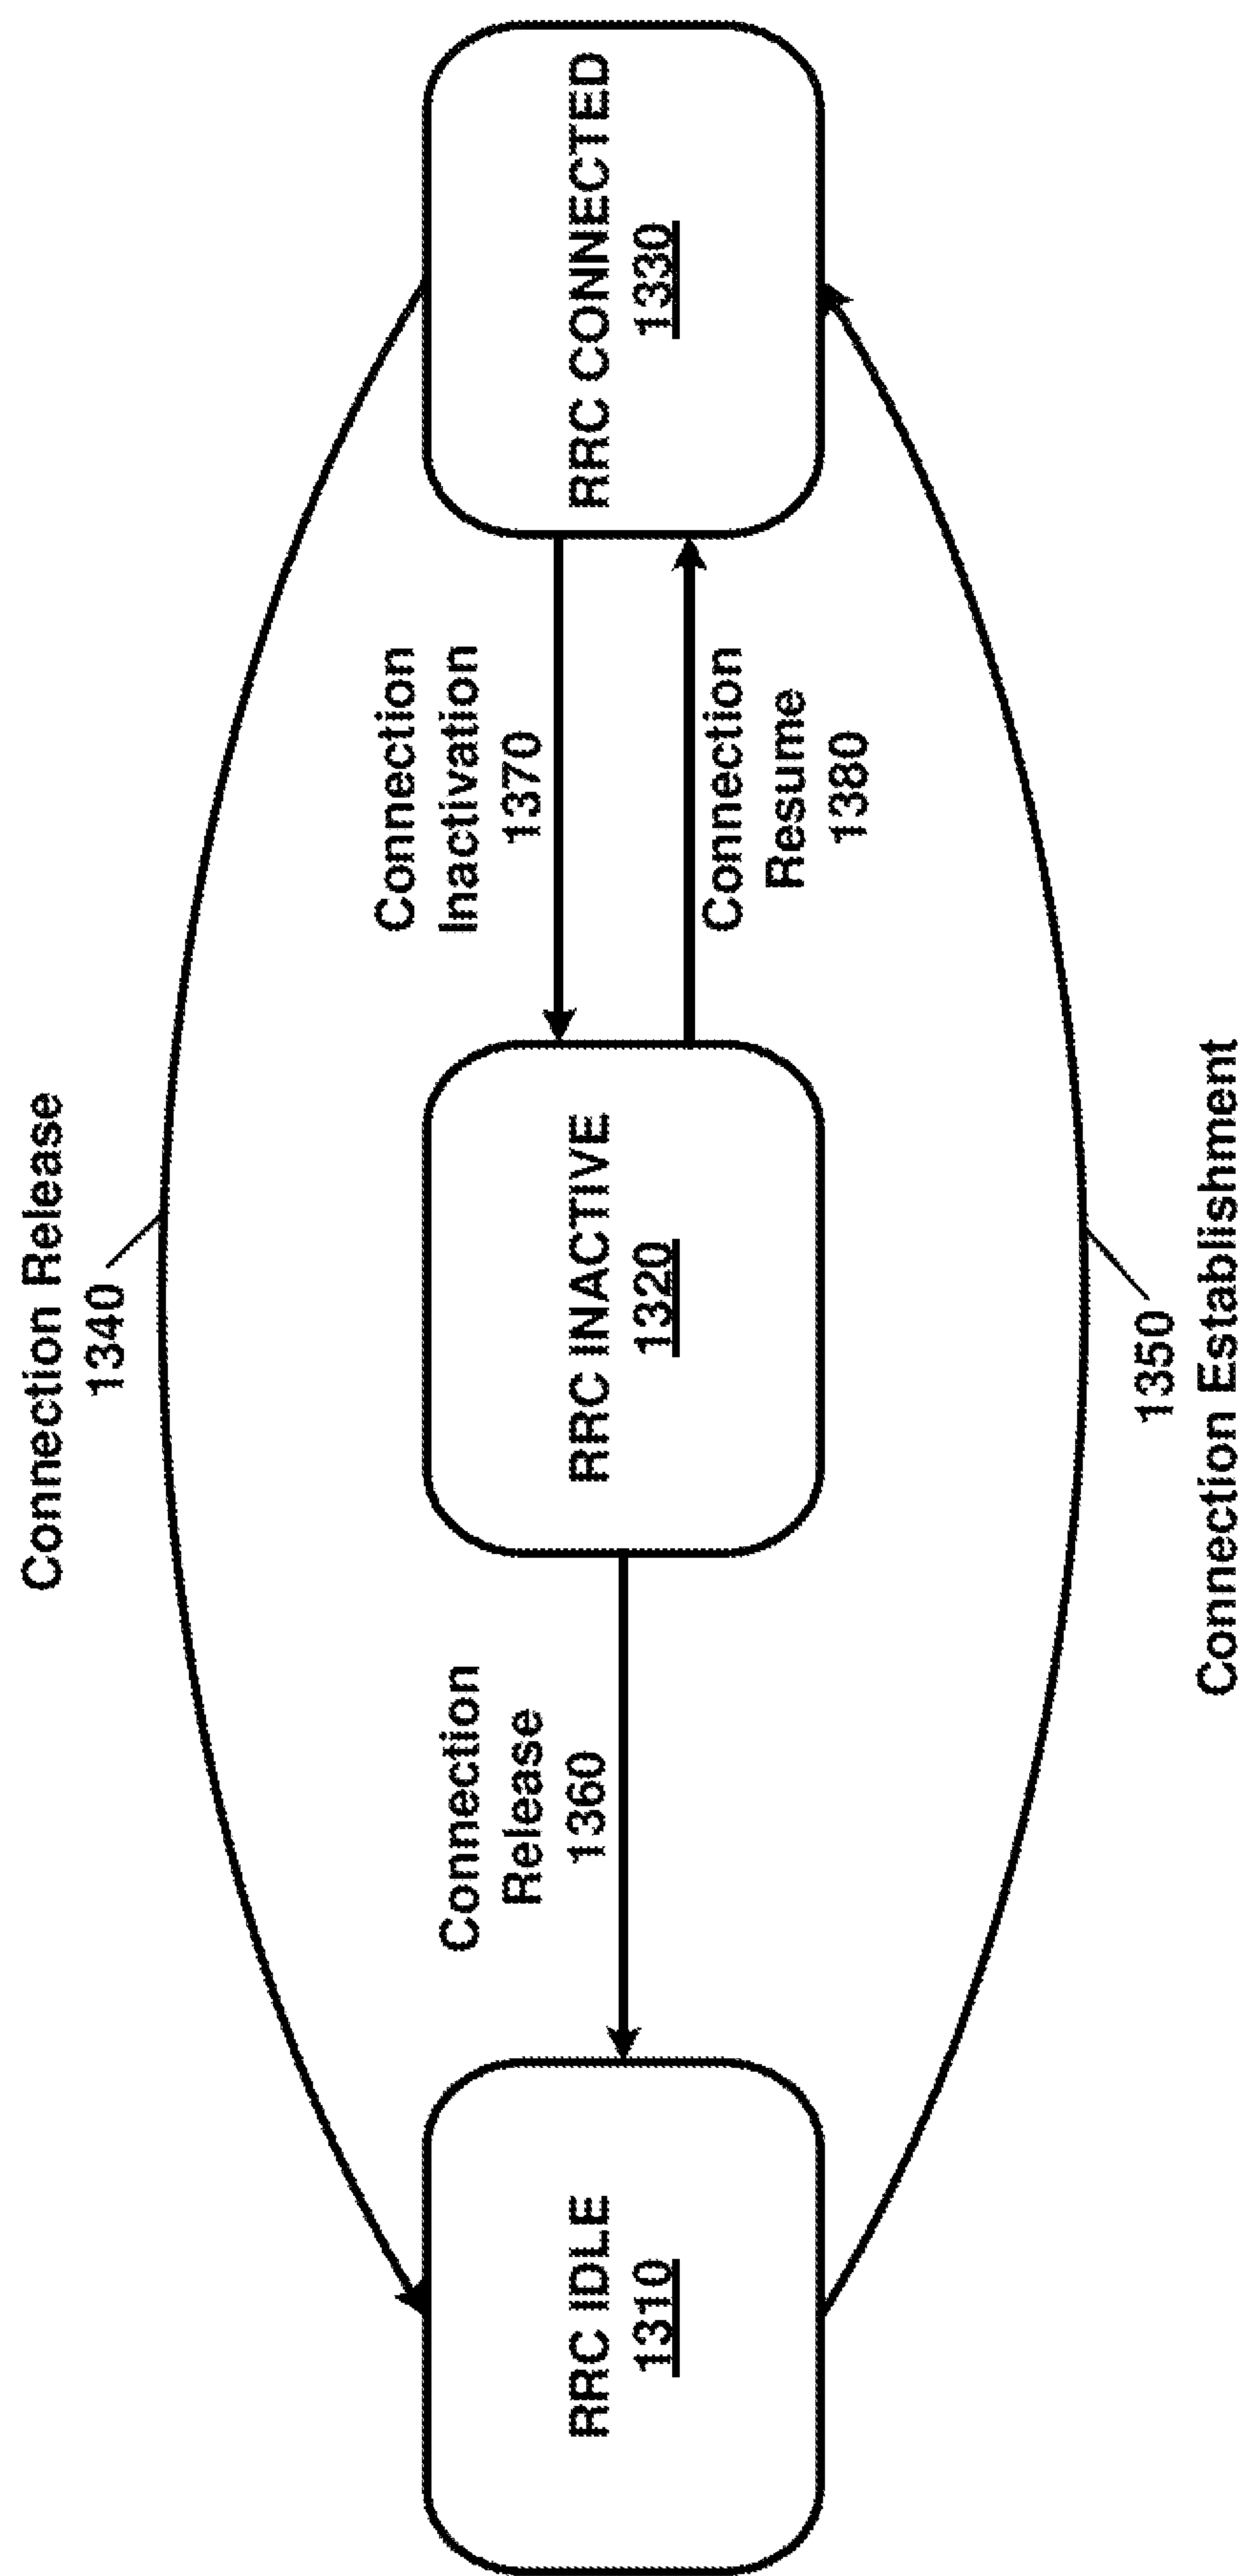 Connection Release
1340
Connection
Release
1360
Connection
Inactivation
1370
RRC IDLE
1310
RRC INACTIVE
1320
RRC CONNECTED
1330
Connection
Resume
1380
1350
Connection Establishment